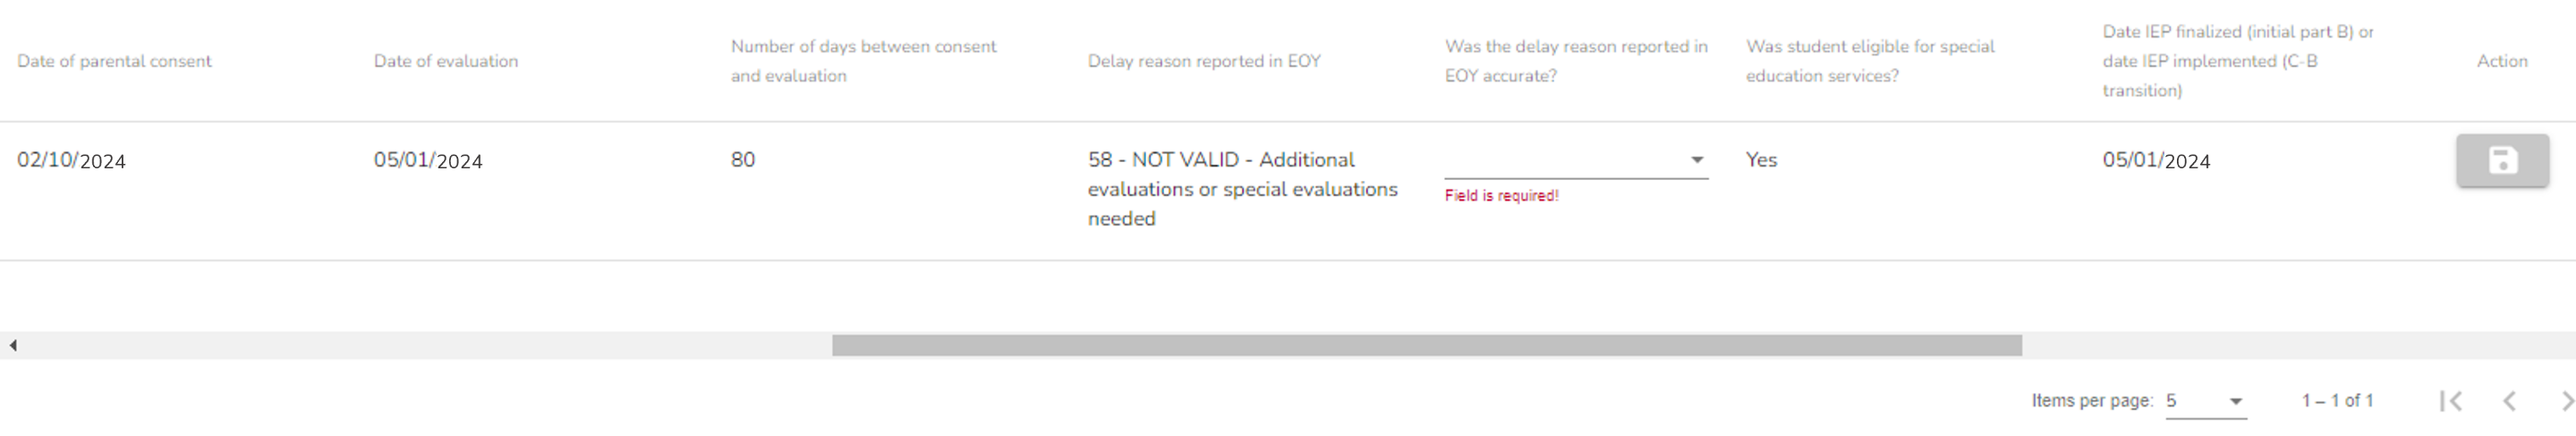 Date of parental consent
Date of evaluation
Number of days between consent
and evaluation
Delay reason reported in EOY
Was the delay reason reported in
EOY accurate?
Was student eligible for special
education services?
Date IEP finalized (initial part B) or
date IEP implemented (C-B
transition)
Action
02/10/2024
05/01/2024
80
58 - NOT VALID - Additional
evaluations or special evaluations
needed
Field is required!
Yes
05/01/2024
Items per page: 5
1 – 1 of 1